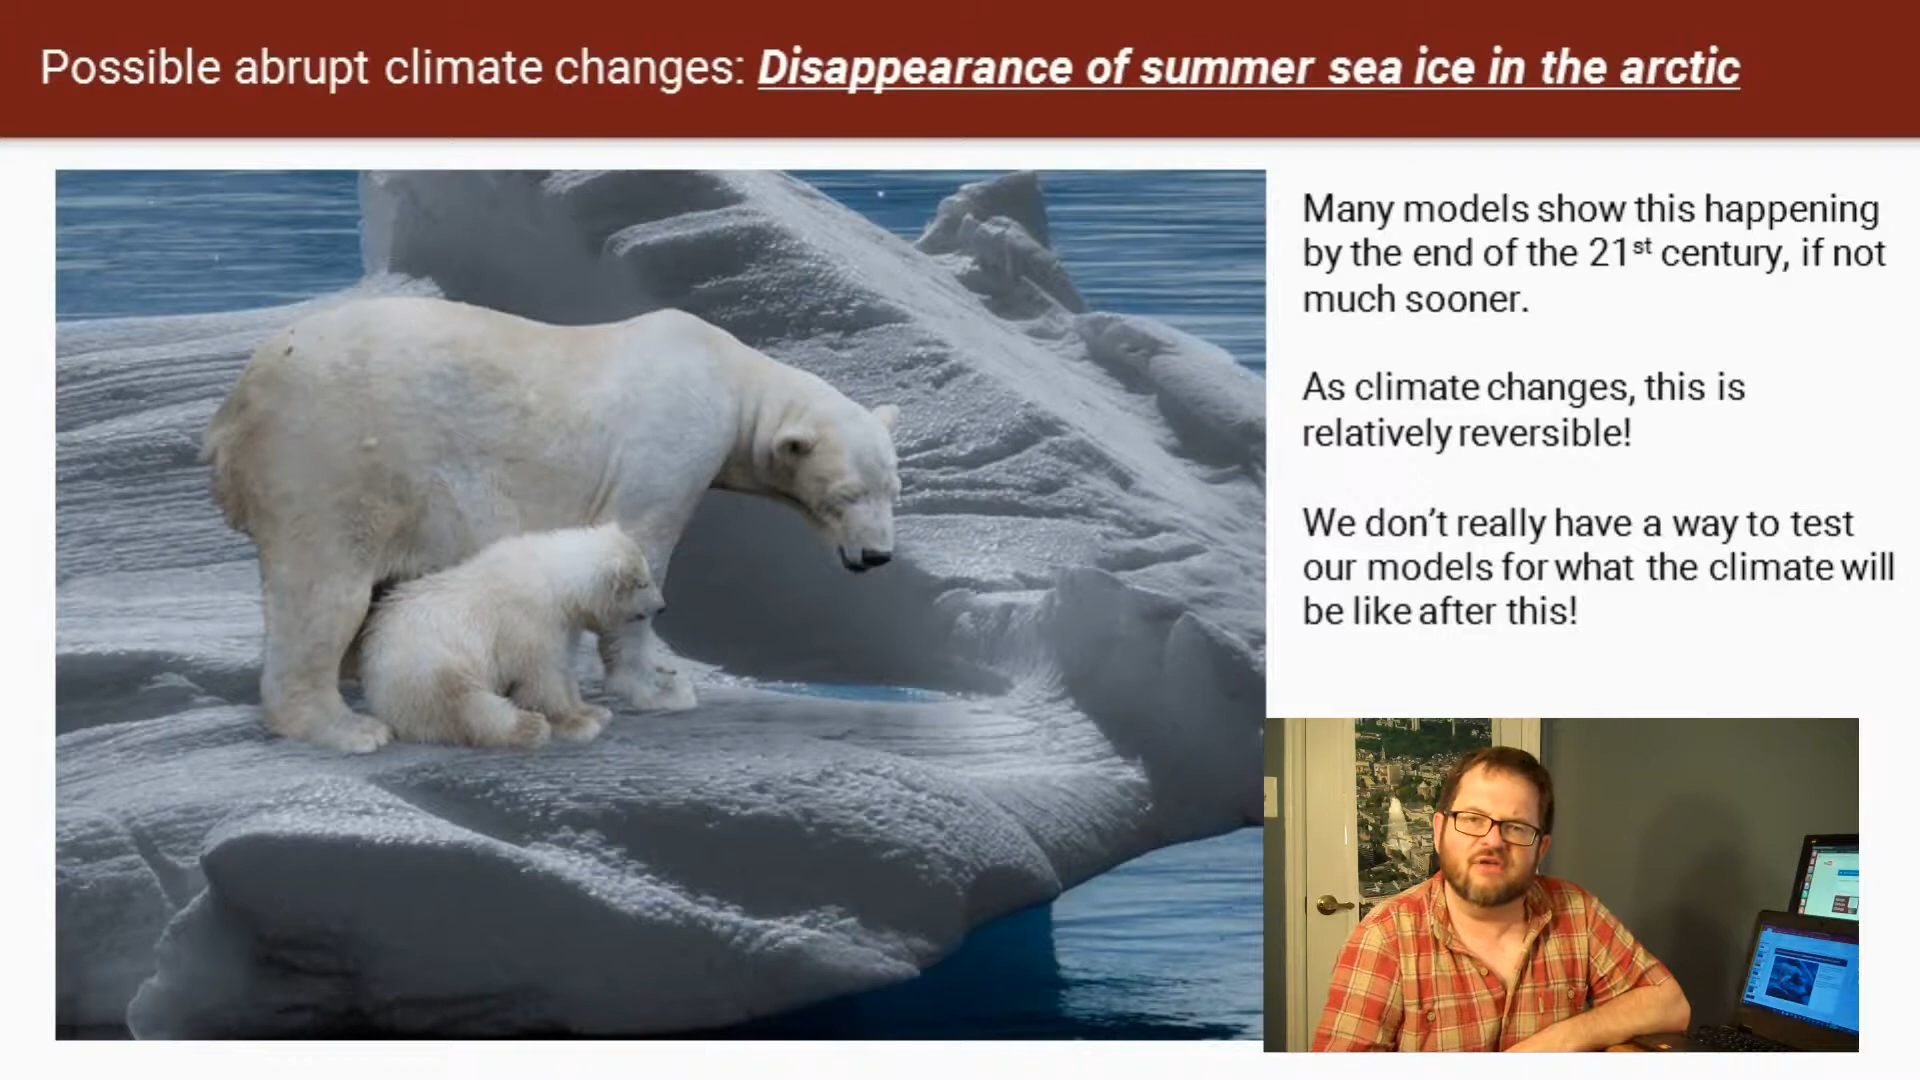 Possible abrupt climate changes: Disappearance of summer sea ice in the arctic
Many models show this happening
by the end of the 21st century, if not
much sooner.
As climate changes, this is
relatively reversible!
We don’t really have a way to test
our models for what the climate will
be like after this!